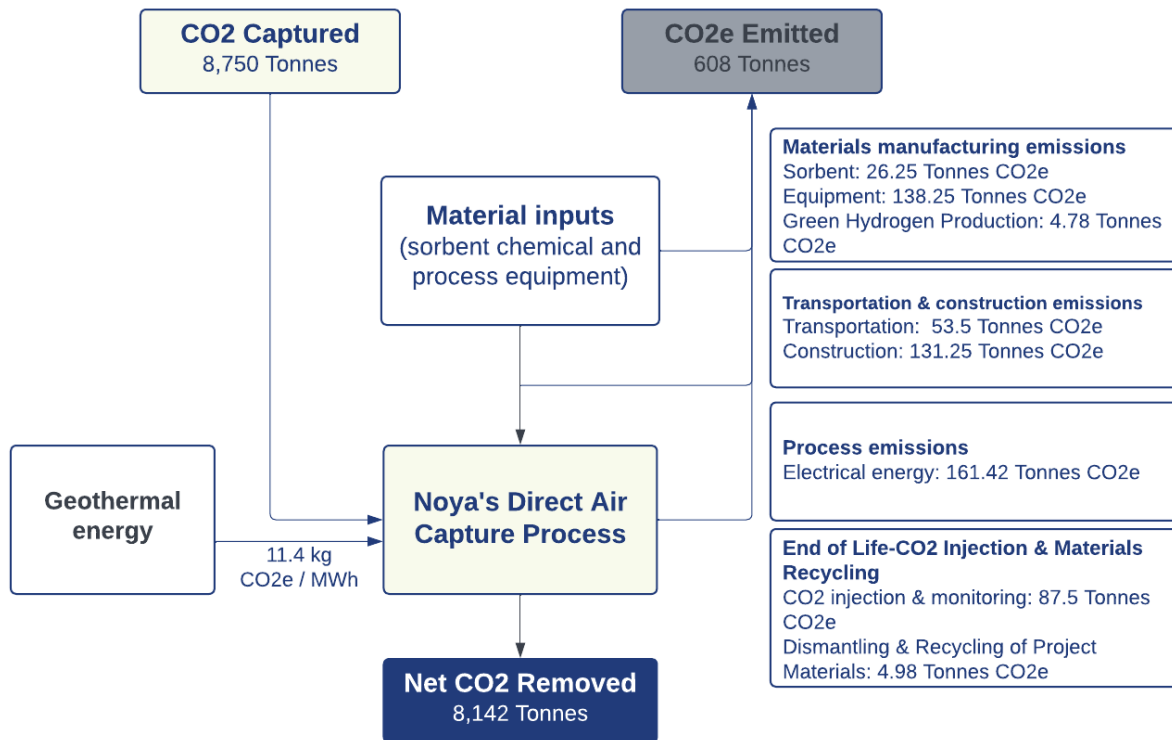 CO2 Captured
8,750 Tonnes
CO2e Emitted
608 Tonnes
Materials manufacturing emissions
Sorbent: 26.25 Tonnes CO2e
Equipment: 138.25 Tonnes CO2e
Green Hydrogen Production: 4.78 Tonnes
CO2e
Material inputs
(sorbent chemical and
process equipment)
Transportation & construction emissions
Transportation:  53.5 Tonnes CO2e
Construction: 131.25 Tonnes CO2e
Process emissions
Electrical energy: 161.42 Tonnes CO2e
Geothermal
energy
11.4 kg
CO2e / MWh
Noya's Direct Air
Capture Process
End of Life-CO2 Injection & Materials
Recycling
CO2 injection & monitoring: 87.5 Tonnes
CO2e
Dismantling & Recycling of Project
Materials: 4.98 Tonnes CO2e
Net CO2 Removed
8,142 Tonnes